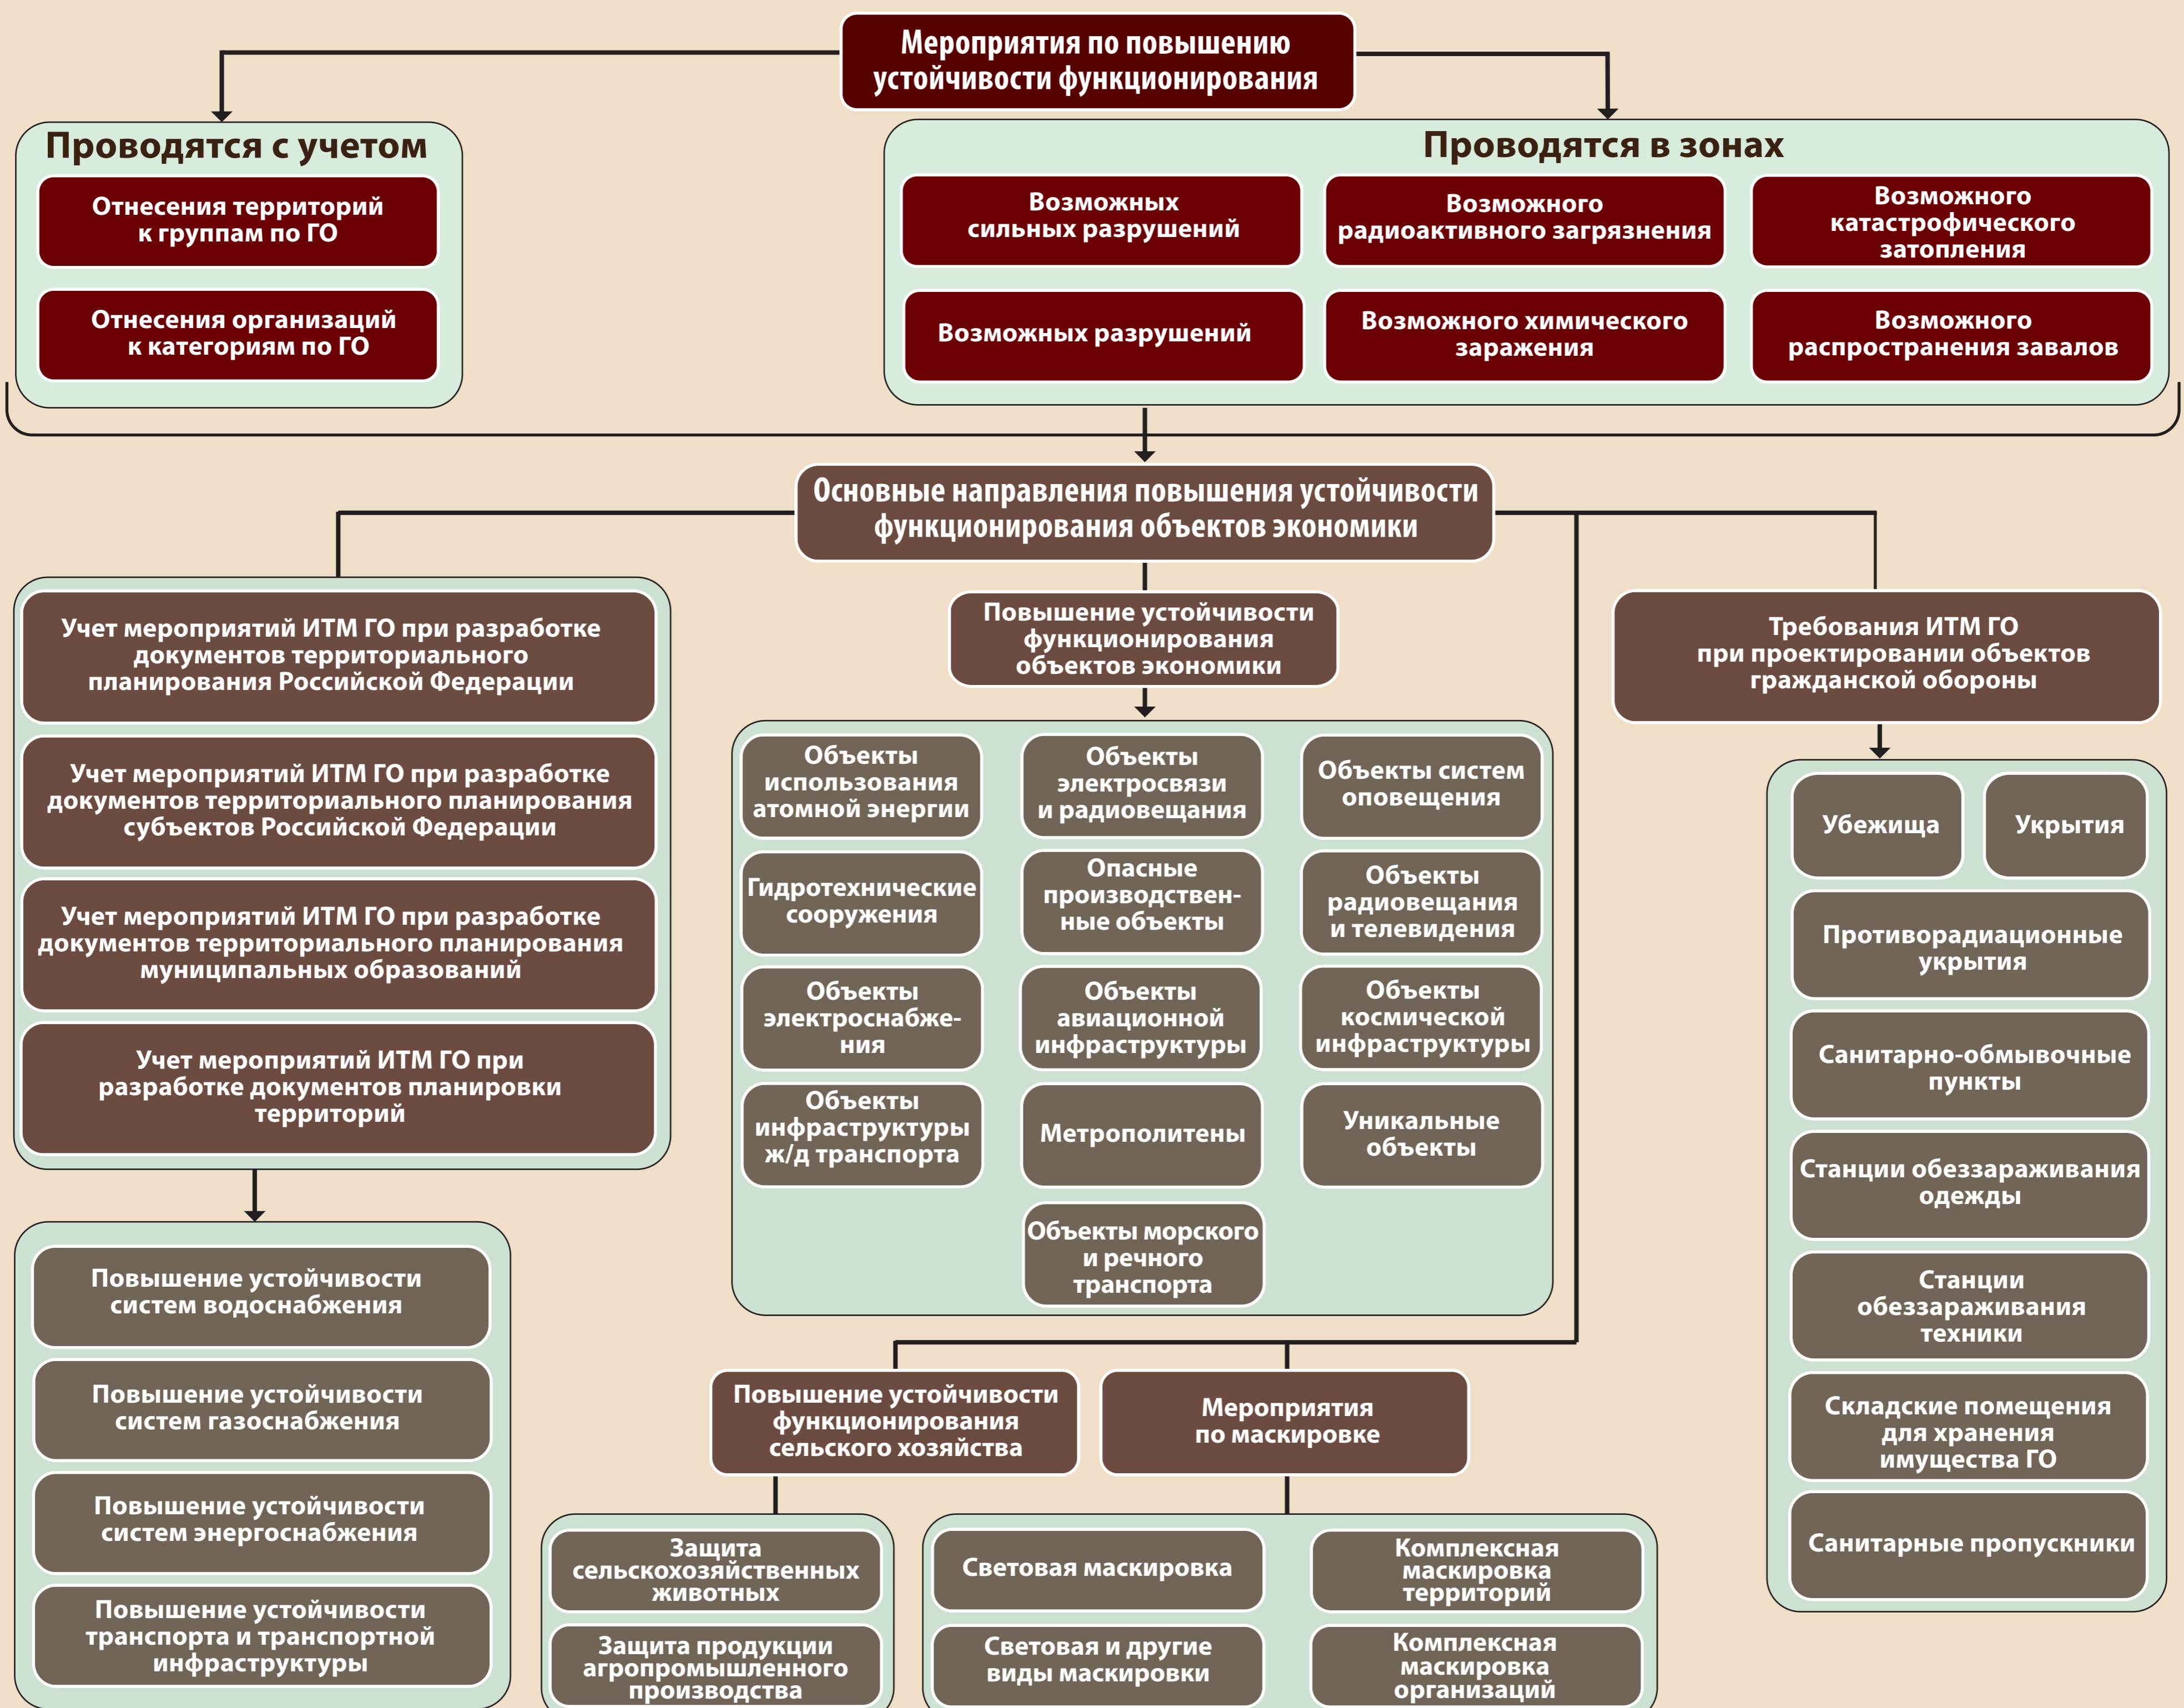 Мероприятия по повышению
устойчивости функционирования
Проводятся с учетом
Отнесения территорий
к группам по ГО
Отнесения организаций
к категориям по ГО
Проводятся в зонах
Возможных
сильных разрушений
Возможного
радиоактивного загрязнения
Возможного
катастрофического
затопления
Возможных разрушений
Возможного химического
заражения
Возможного
распространения завалов
Основные направления повышения устойчивости
функционирования объектов экономики
Учет мероприятий ИТМ ГО при разработке
документов территориального
планирования Российской Федерации
Учет мероприятий ИТМ ГО при разработке
документов территориального планирования
субъектов Российской Федерации
Учет мероприятий ИТМ ГО при разработке
документов территориального планирования
муниципальных образований
Учет мероприятий ИТМ ГО при
разработке документов планировки
территорий
Повышение устойчивости
систем водоснабжения
Повышение устойчивости
систем газоснабжения
Повышение устойчивости
систем энергоснабжения
Повышение устойчивости
транспорта и транспортной
инфраструктуры
Повышение устойчивости
функционирования
объектов экономики
Объекты
использования
атомной энергии
Объекты
электросвязи
и радиовещания
Объекты систем
оповещения
Гидротехнические
сооружения
Опасные
производствен-
ные объекты
Объекты
радиовещания
и телевидения
Объекты
электроснабже-
ния
Объекты
авиационной
инфраструктуры
Объекты
космической
инфраструктуры
Объекты
инфраструктуры
ж/д транспорта
Метрополитены
Уникальные
объекты
Объекты морского
и речного
транспорта
Повышение устойчивости
функционирования
сельского хозяйства
Защита
сельскохозяйственных
животных
Защита продукции
агропромышленного
производства
Мероприятия
по маскировке
Световая маскировка
Комплексная
маскировка
территорий
Световая и другие
виды маскировки
Комплексная
маскировка
организаций
Требования ИТМ ГО
при проектировании объектов
гражданской обороны
Убежища
Укрытия
Противорадиационные
укрытия
Санитарно-обмывочные
пункты
Станции обеззараживания
одежды
Станции
обеззараживания
техники
Складские помещения
для хранения
имущества ГО
Санитарные пропускники